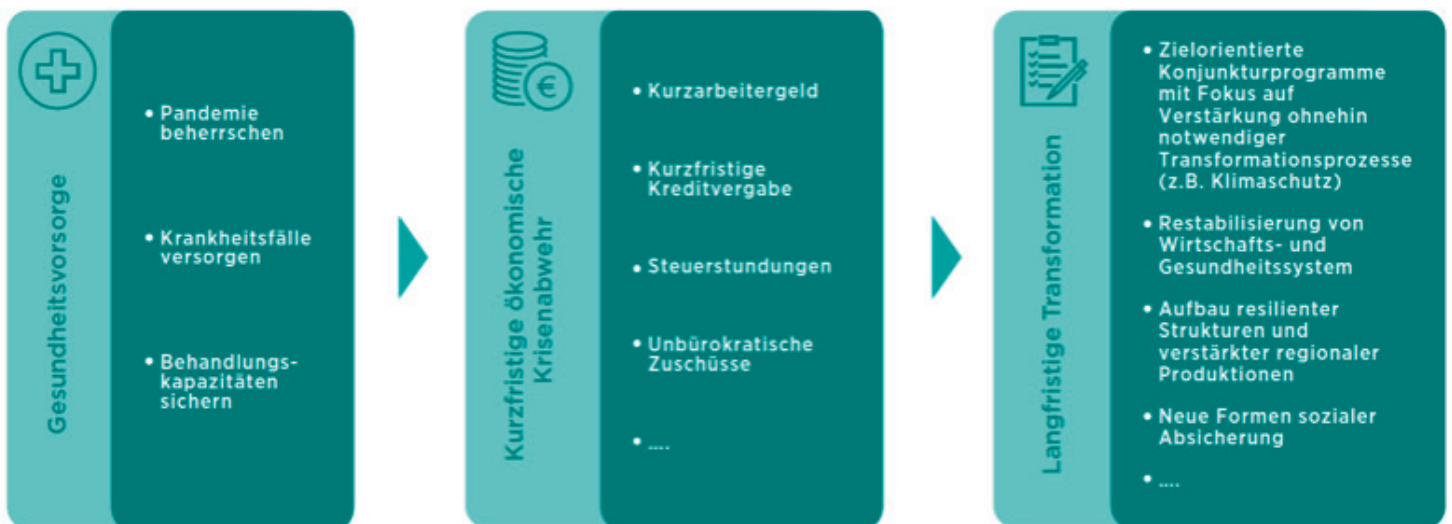 Gesundheitsvorsorge
• Pandemie
beherrschen
• Krankheitsfälle
versorgen
• Behandlungs-
kapazitäten
sichern
Kurzfristige ökonomische
Krisenabwehr
€
• Kurzarbeitergeld
• Kurzfristige
Kreditvergabe
• Steuerstundungen
• Unbürokratische
Zuschüsse
• ....
Langfristige Transformation
• Zielorientierte
Konjunkturprogramme
mit Fokus auf
Verstärkung ohnehin
notwendiger
Transformationsprozesse
(z.B. Klimaschutz)
• Restabilisierung von
Wirtschafts- und
Gesundheitssystem
• Aufbau resilienter
Strukturen und
verstärkter regionaler
Produktionen
• Neue Formen sozialer
Absicherung
• ....